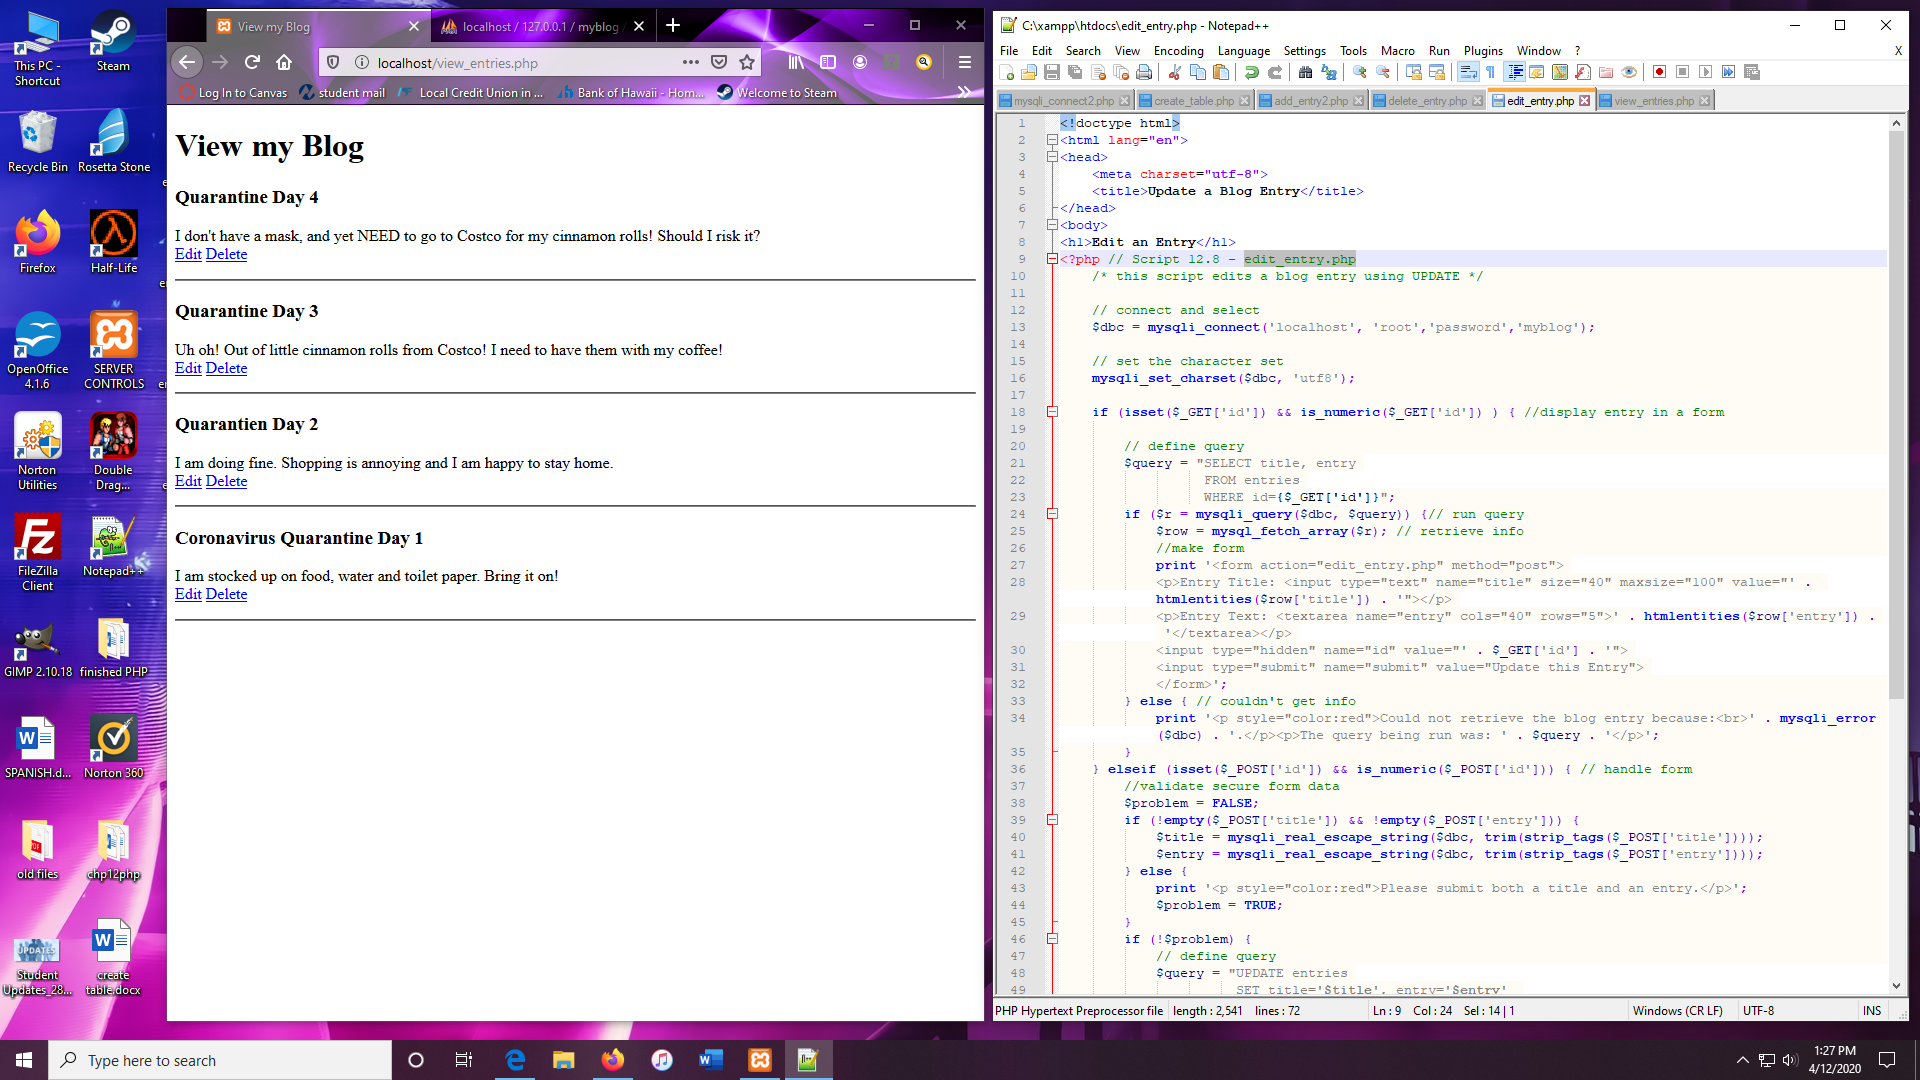 This PC -
Shortcut
Steam
Recycle Bin
Rosetta Stone
Firefox
Half-Life
OpenOffice
4.1.6
SERVER
CONTROLS
Norton
Utilities
Double
Drag...
FileZilla
Client
Notepad++
GIMP 2.10.18
finished PHP
SPANISH.d...
Norton 360
old files
chp12php
UPDATES
Student
Updates_28...
create
table.docx
View my Blog
localhost / 127.0.0.1 / myblog
localhost/view_entries.php
Log In to Canvas
student mail
Local Credit Union in ...
Bank of Hawaii - Hom...
Welcome to Steam
View my Blog
Quarantine Day 4
I don't have a mask, and yet NEED to go to Costco for my cinnamon rolls! Should I risk it?
Edit Delete
Quarantine Day 3
Uh oh! Out of little cinnamon rolls from Costco! I need to have them with my coffee!
Edit Delete
Quarantien Day 2
I am doing fine. Shopping is annoying and I am happy to stay home.
Edit Delete
Coronavirus Quarantine Day 1
I am stocked up on food, water and toilet paper. Bring it on!
Edit Delete
C:\xampp\htdocs\edit_entry.php - Notepad++
File Edit Search View Encoding Language Settings Tools Macro Run Plugins Window ? X
mysqli_connect2.php create_table.php add_entry2.php delete_entry.php edit_entry.php view_entries.php
1 <!doctype html>
2 <html lang="en">
3 <head>
4 <meta charset="utf-8">
5 <title>Update a Blog Entry</title>
6 </head>
7 <body>
8 <h1>Edit an Entry</h1>
9 <?php // Script 12.8 - edit_entry.php
10 /* this script edits a blog entry using UPDATE */
11
12 // connect and select
13 $dbc = mysqli_connect('localhost', 'root','password','myblog');
14
15 // set the character set
16 mysqli_set_charset($dbc, 'utf8');
17
18 if (isset($_GET['id']) && is_numeric($_GET['id']) ) { //display entry in a form
19
20 // define query
21 $query = "SELECT title, entry
22 FROM entries
23 WHERE id={$_GET['id']}";
24 if ($r = mysqli_query($dbc, $query)) {// run query
25 $row = mysql_fetch_array($r); // retrieve info
26 //make form
27 print '<form action="edit_entry.php" method="post">
28 <p>Entry Title: <input type="text" name="title" size="40" maxsize="100" value="' .
htmlentities($row['title']) . '"></p>
29 <p>Entry Text: <textarea name="entry" cols="40" rows="5">' . htmlentities($row['entry']) .
'</textarea></p>
30 <input type="hidden" name="id" value="' . $_GET['id'] . '">
31 <input type="submit" name="submit" value="Update this Entry">
32 </form>';
33 } else { // couldn't get info
34 print '<p style="color:red">Could not retrieve the blog entry because:<br>' . mysqli_error
($dbc) . '.</p><p>The query being run was: ' . $query . '</p>';
35 }
36 } elseif (isset($_POST['id']) && is_numeric($_POST['id'])) { // handle form
37 //validate secure form data
38 $problem = FALSE;
39 if (!empty($_POST['title']) && !empty($_POST['entry'])) {
40 $title = mysqli_real_escape_string($dbc, trim(strip_tags($_POST['title'])));
41 $entry = mysqli_real_escape_string($dbc, trim(strip_tags($_POST['entry'])));
42 } else {
43 print '<p style="color:red">Please submit both a title and an entry.</p>';
44 $problem = TRUE;
45 }
46 if (!$problem) {
47 // define query
48 $query = "UPDATE entries
49 SET title='$title', entry='$entry'
PHP Hypertext Preprocessor file length : 2,541 lines : 72 Ln : 9 Col : 24 Sel : 14 | 1 Windows (CR LF) UTF-8 INS
Type here to search
1:27 PM
4/12/2020